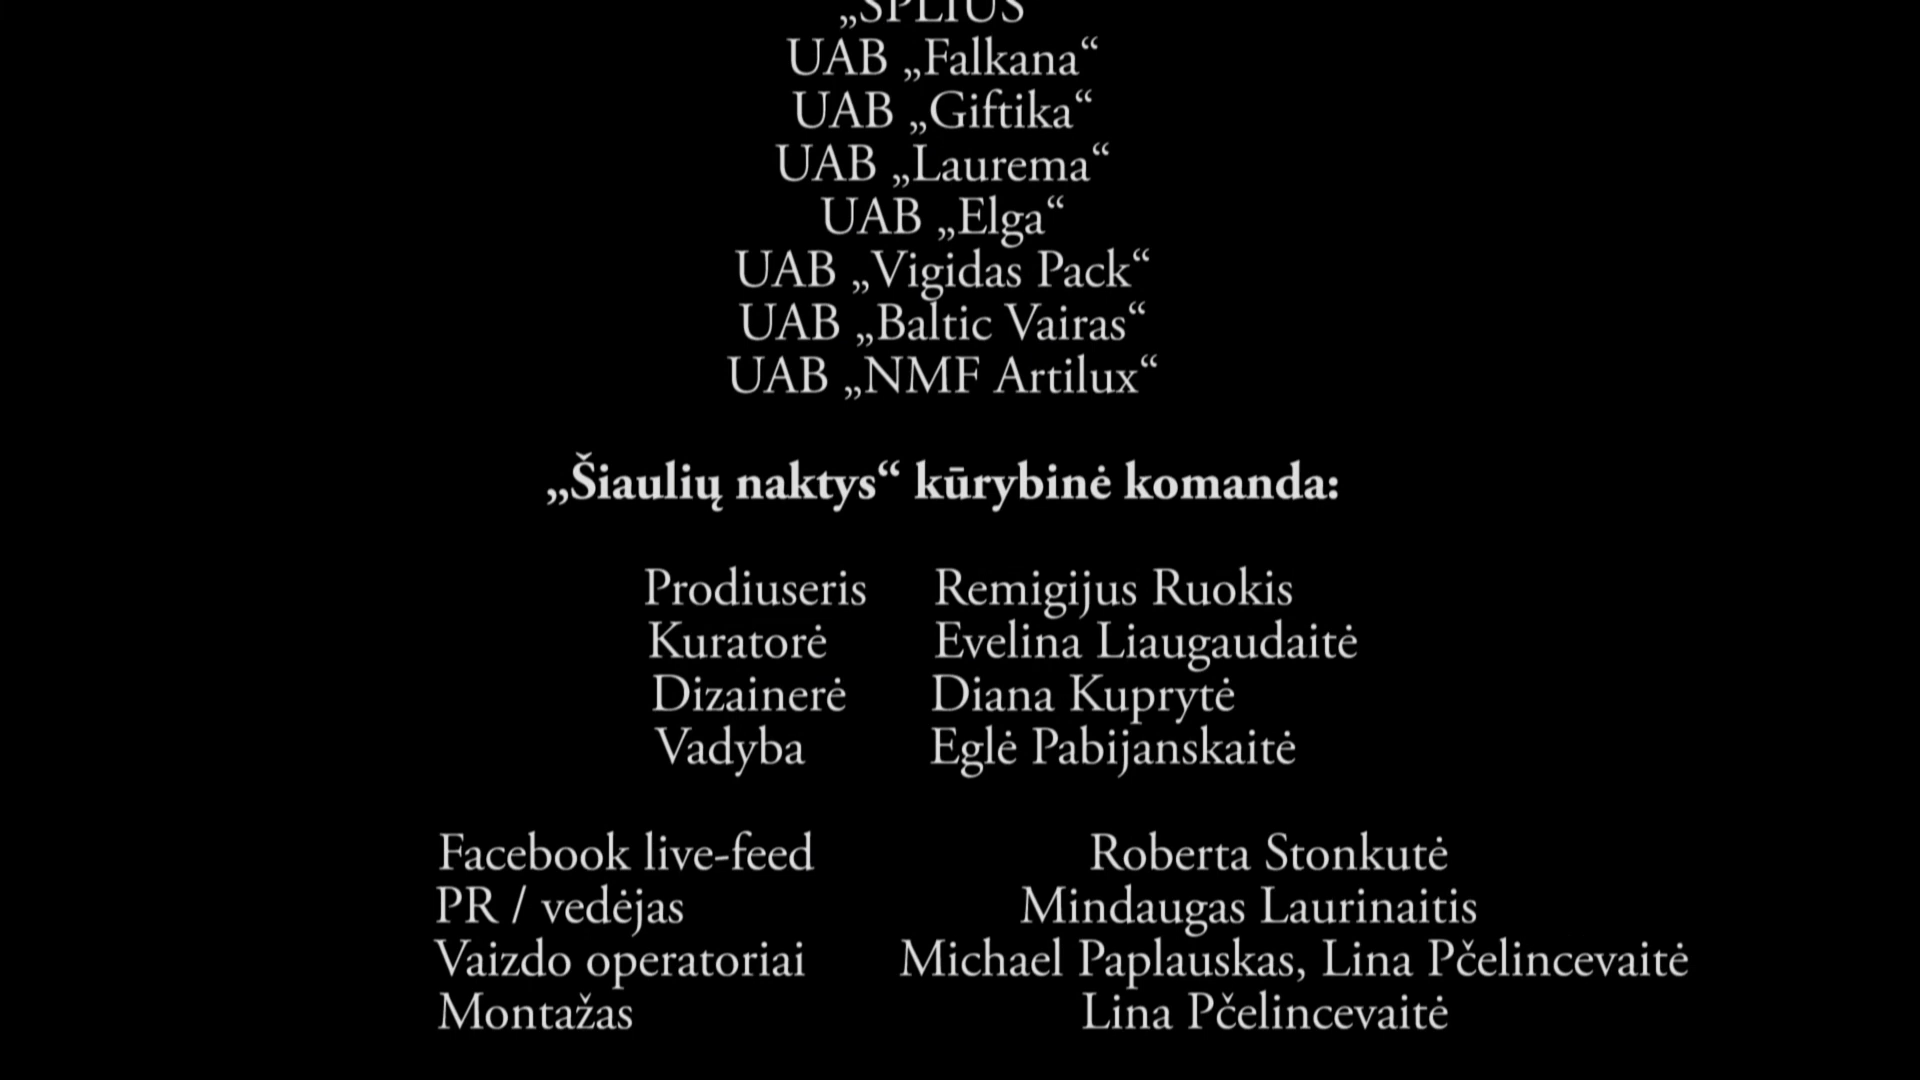 „SPLIUS
UAB „Falkana“
UAB „Giftika“
UAB „Laurema“
UAB „Elga“
UAB „Vigidas Pack“
UAB „Baltic Vairas“
UAB „NMF Artilux“
„Šiaulių naktys“ kūrybinė komanda:
Prodiuseris Remigijus Ruokis
Kuratorė Evelina Liaugaudaitė
Dizainerė Diana Kuprytė
Vadyba Eglė Pabijanskaitė
Facebook live-feed Roberta Stonkutė
PR / vedėjas Mindaugas Laurinaitis
Vaizdo operatoriai Michael Paplauskas, Lina Pčelincevaitė
Montažas Lina Pčelincevaitė